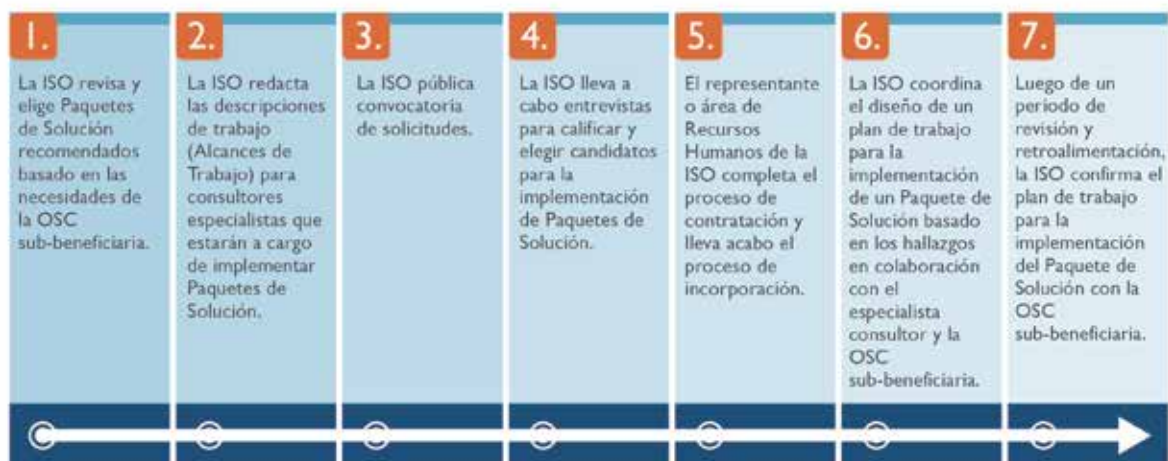 1.
La ISO revisa y
elige Paquetes
de Solución
recomendados
basado en las
necesidades de
la OSC
sub-beneficiaria.
2.
La ISO redacta
las descripciones
de trabajo
(Alcances de
Trabajo) para
consultores
especialistas que
estarán a cargo
de implementar
Paquetes de
Solución.
3.
La ISO pública
convocatoria
de solicitudes.
4.
La ISO lleva a
cabo entrevistas
para calificar y
elegir candidatos
para la
implementación
de Paquetes de
Solución.
5.
El representante
o área de
Recursos
Humanos de la
ISO completa el
proceso de
contratación y
lleva acabo el
proceso de
incorporación.
6.
La ISO coordina
el diseño de un
plan de trabajo
para la
implementación
de un Paquete de
Solución basado
en los hallazgos
en colaboración
con el
especialista
consultor y la
OSC
sub-beneficiaria.
7.
Luego de un
periodo de
revisión y
retroalimentación,
la ISO confirma el
plan de trabajo
para la
implementación
del Paquete de
Solución con la
OSC
sub-beneficiaria.